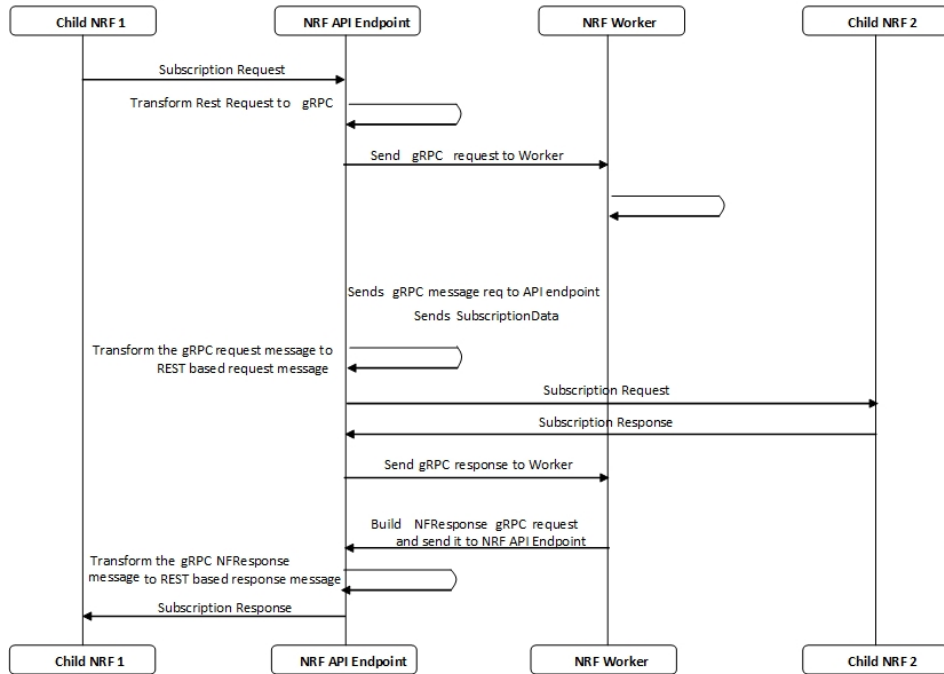 Child NRF 1
NRF API Endpoint
NRF Worker
Child NRF 2
Subscription Request
Transform Rest Request to gRPC
Send gRPC request to Worker
Sends gRPC message req to API endpoint
Sends SubscriptionData
Transform the gRPC request message to
REST based request message
Subscription Request
Subscription Response
Send gRPC response to Worker
Build NFResponse gRPC request
and send it to NRF API Endpoint
Transform the gRPC NFResponse
message to REST based response message
Subscription Response
Child NRF 1
NRF API Endpoint
NRF Worker
Child NRF 2